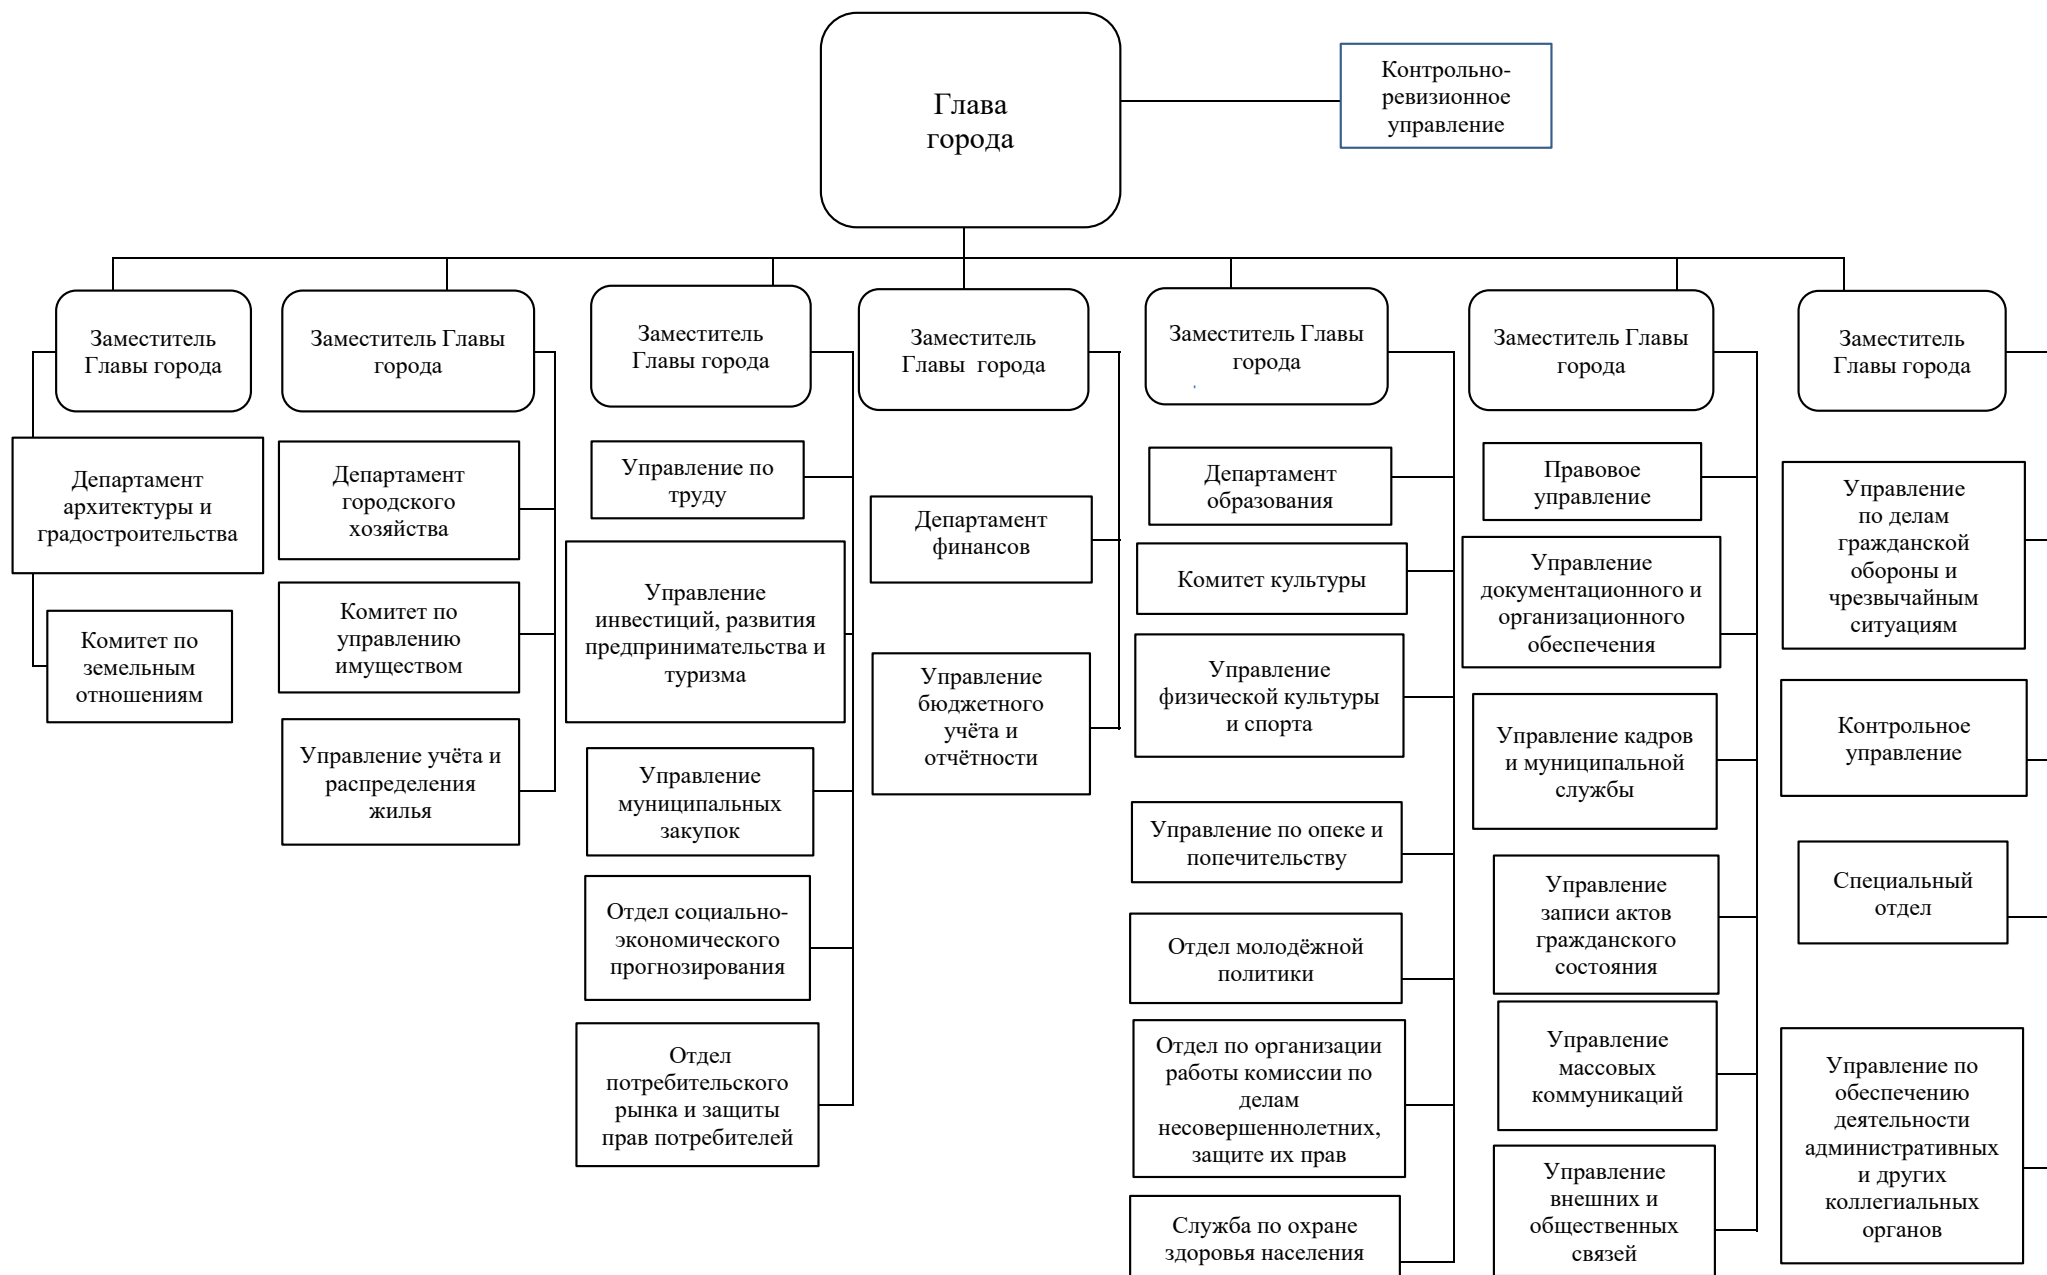 Глава
города
Контрольно-
ревизионное
управление
Заместитель
Главы города
Заместитель Главы
города
Заместитель
Главы города
Заместитель
Главы  города
Заместитель Главы
города
Заместитель Главы
города
Заместитель
Главы города
Департамент
архитектуры и
градостроительства
Комитет по
земельным
отношениям
Департамент
городского
хозяйства
Комитет по
управлению
имуществом
Управление учёта и
распределения
жилья
Управление по
труду
Управление
инвестиций, развития
предпринимательства и
туризма
Управление
муниципальных
закупок
Отдел социально-
экономического
прогнозирования
Отдел
потребительского
рынка и защиты
прав потребителей
Департамент
финансов
Управление
бюджетного
учёта и
отчётности
Департамент
образования
Комитет культуры
Управление
физической культуры
и спорта
Управление по опеке и
попечительству
Отдел молодёжной
политики
Отдел по организации
работы комиссии по
делам
несовершеннолетних,
защите их прав
Служба по охране
здоровья населения
Правовое
управление
Управление
документационного и
организационного
обеспечения
Управление кадров
и муниципальной
службы
Управление
записи актов
гражданского
состояния
Управление
массовых
коммуникаций
Управление
внешних и
общественных
связей
Управление
по делам
гражданской
обороны и
чрезвычайным
ситуациям
Контрольное
управление
Специальный
отдел
Управление по
обеспечению
деятельности
административных
и других
коллегиальных
органов